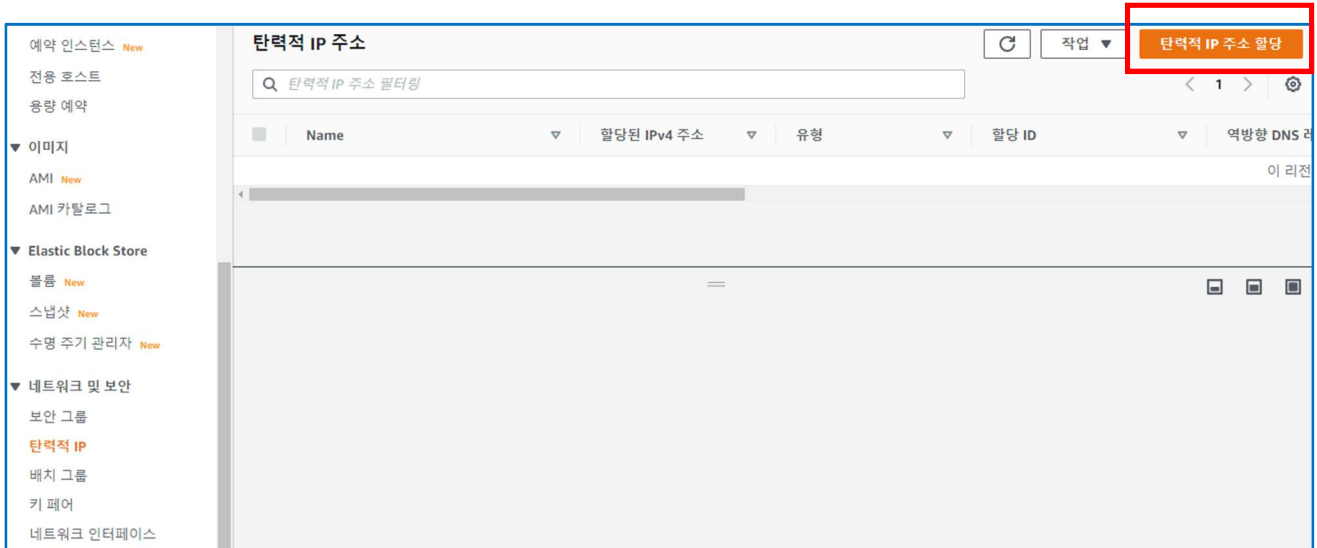 예약 인스턴스 New
전용 호스트
용량 예약
▼ 이미지
AMI New
AMI 카탈로그
▼ Elastic Block Store
볼륨 New
스냅샷 New
수명 주기 관리자 New
▼ 네트워크 및 보안
보안 그룹
탄력적 IP
배치 그룹
키 페어
네트워크 인터페이스
탄력적 IP 주소
작업 ▼
탄력적 IP 주소 할당
탄력적 IP 주소 필터링
1
Name 할당된 IPv4 주소 유형 할당 ID 역방향 DNS 레
이 리전